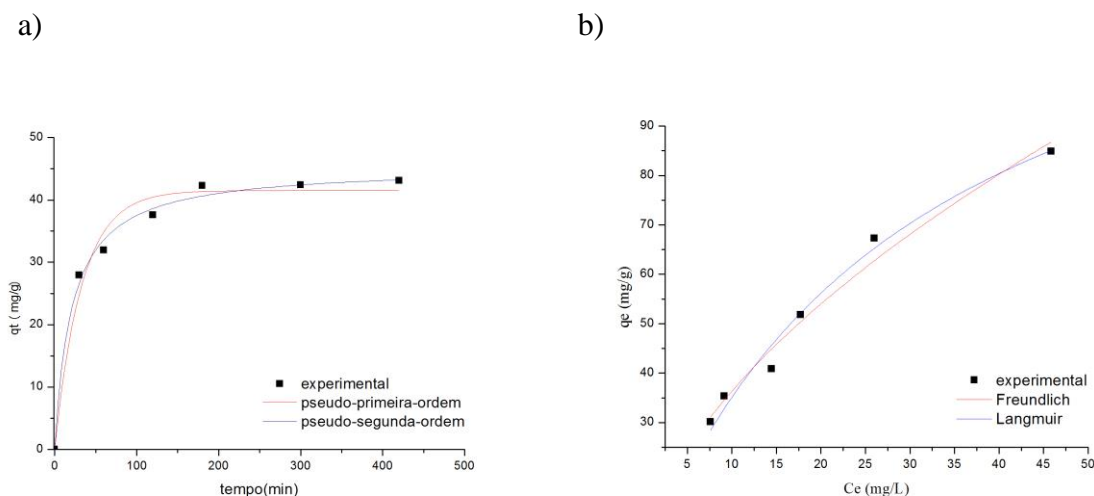 a)
b)
50
40
30
20
10
0
qt ( mg/g)
0 100 200 300 400 500
tempo(min)
experimental
pseudo-primeira-ordem
pseudo-segunda-ordem
90
80
70
60
50
40
30
qe (mg/g)
5 10 15 20 25 30 35 40 45 50
Ce (mg/L)
experimental
Freundlich
Langmuir